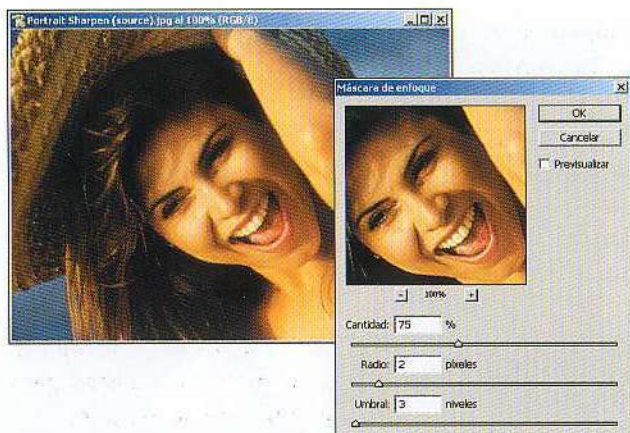 Portrait Sharpen (source).jpg al 100% (RGB/8)
Máscara de enfoque
OK
Cancelar
Previsualizar
100%
Cantidad: 75 %
Radio: 2 píxeles
Umbral: 3 niveles